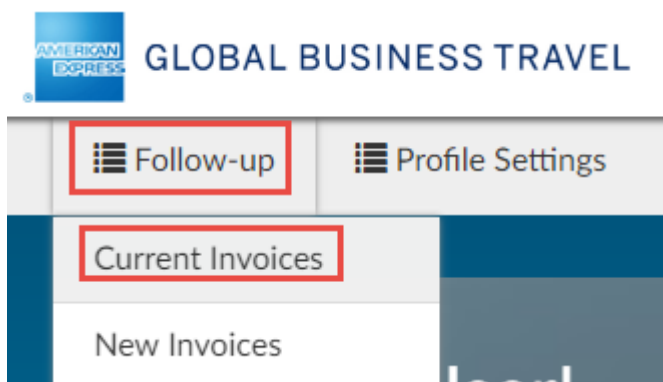 AMERICAN
EXPRESS
®
GLOBAL BUSINESS TRAVEL
Follow-up
Profile Settings
Current Invoices
New Invoices